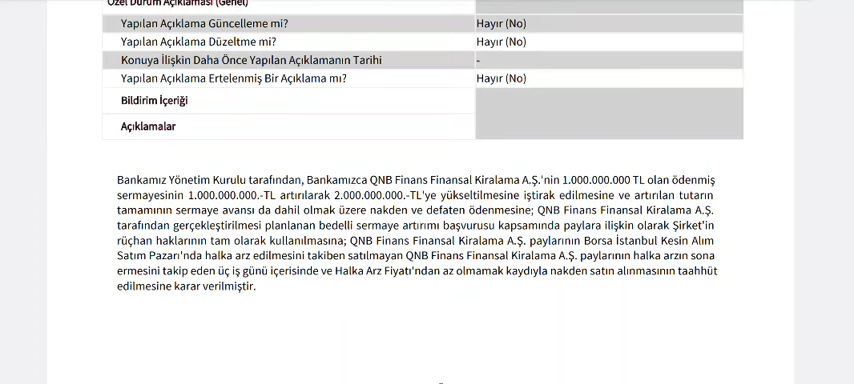 Özel Durum Açıklaması (Genel)
Yapılan Açıklama Güncelleme mi? Hayır (No)
Yapılan Açıklama Düzeltme mi? Hayır (No)
Konuya İlişkin Daha Önce Yapılan Açıklamanın Tarihi -
Yapılan Açıklama Ertelenmiş Bir Açıklama mı? Hayır (No)
Bildirim İçeriği
Açıklamalar
Bankamız Yönetim Kurulu tarafından, Bankamızca QNB Finans Finansal Kiralama A.Ş.'nin 1.000.000.000 TL olan ödenmiş
sermayesinin 1.000.000.000.-TL artırılarak 2.000.000.000.-TL'ye yükseltilmesine iştirak edilmesine ve artırılan tutarın
tamamının sermaye avansı da dahil olmak üzere nakden ve defaten ödenmesine; QNB Finans Finansal Kiralama A.Ş.
tarafından gerçekleştirilmesi planlanan bedelli sermaye artırımı başvurusu kapsamında paylara ilişkin olarak Şirket'in
rüçhan haklarının tam olarak kullanılmasına; QNB Finans Finansal Kiralama A.Ş. paylarının Borsa İstanbul Kesin Alım
Satım Pazarı'nda halka arz edilmesini takiben satılmayan QNB Finans Finansal Kiralama A.Ş. paylarının halka arzın sona
ermesini takip eden üç iş günü içerisinde ve Halka Arz Fiyatı'ndan az olmamak kaydıyla nakden satın alınmasının taahhüt
edilmesine karar verilmiştir.